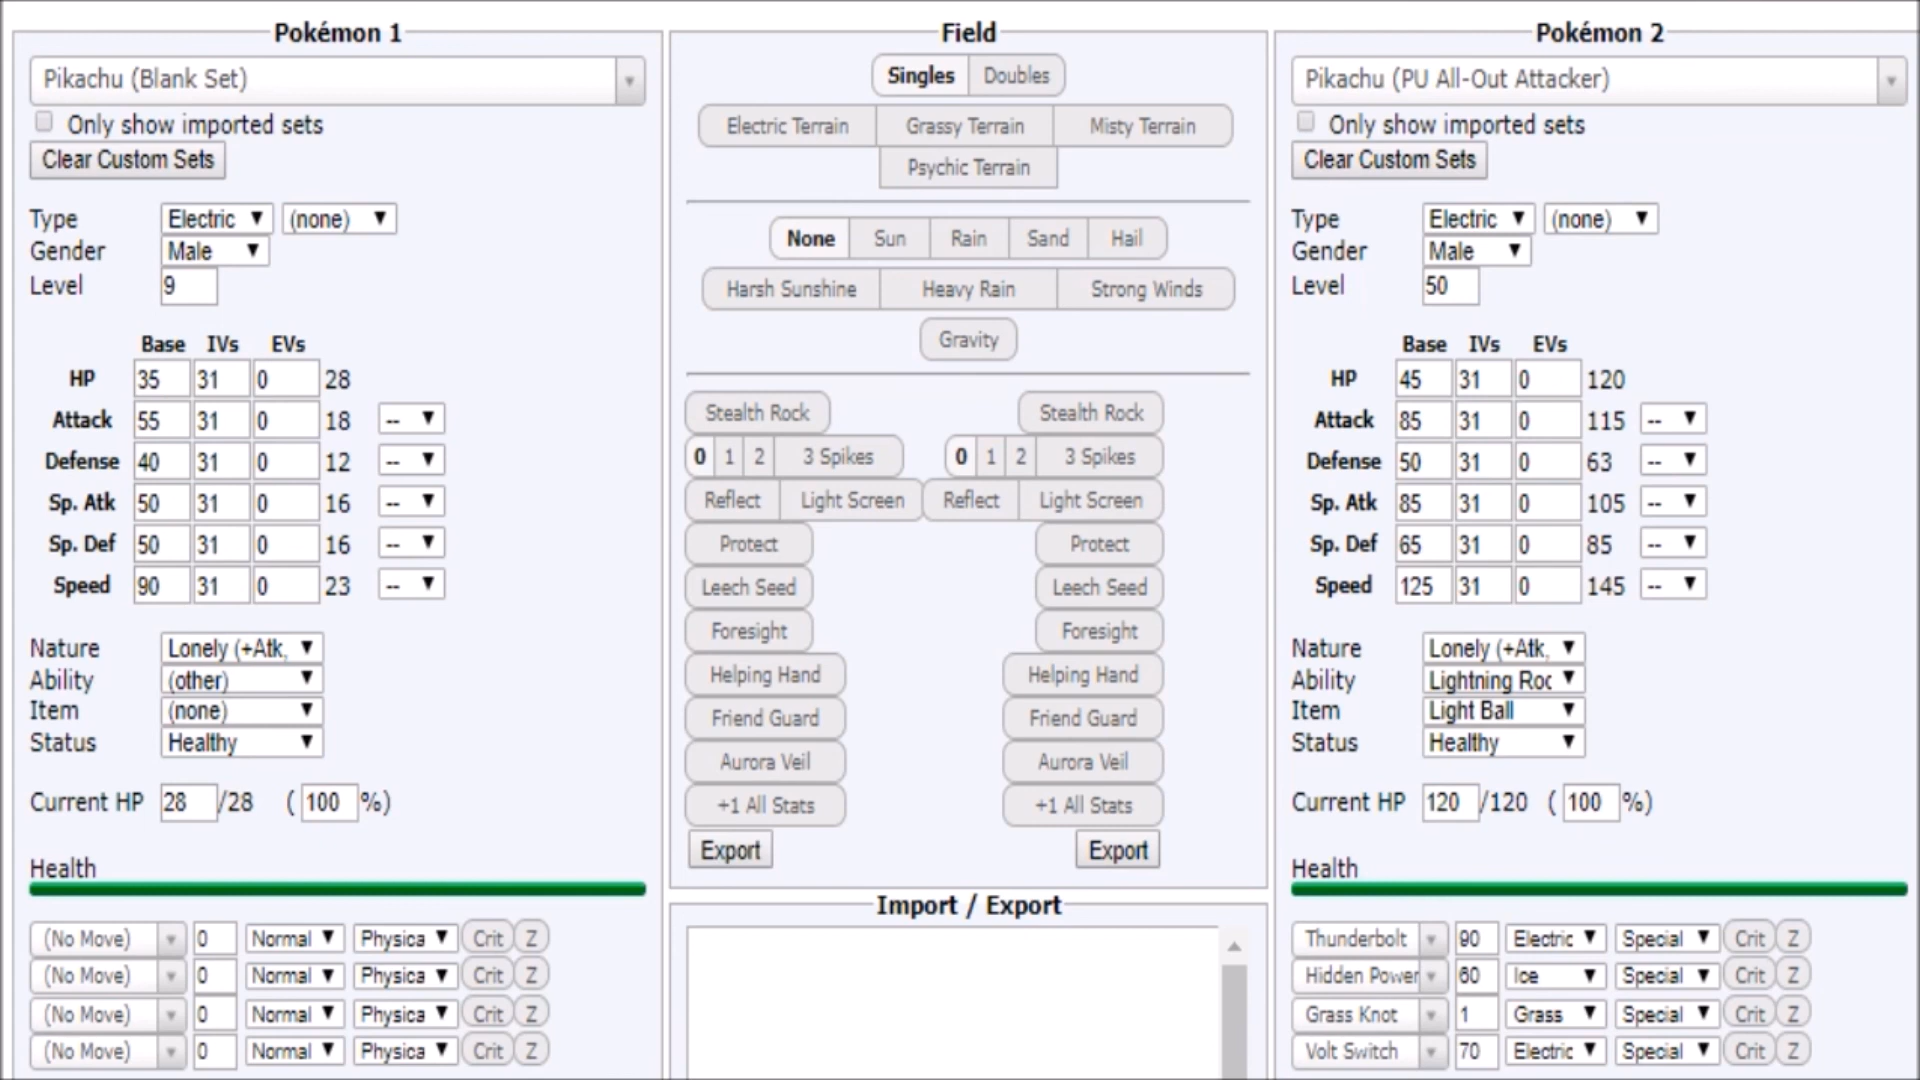 Pokémon 1
Pikachu (Blank Set)
Only show imported sets
Clear Custom Sets
Type Electric (none)
Gender Male
Level 9
Base IVs EVs
HP 35 31 0 28
Attack 55 31 0 18 --
Defense 40 31 0 12 --
Sp. Atk 50 31 0 16 --
Sp. Def 50 31 0 16 --
Speed 90 31 0 23 --
Nature Lonely (+Atk,
Ability (other)
Item (none)
Status Healthy
Current HP 28 /28 ( 100 %)
Health
(No Move) 0 Normal Physica Crit Z
(No Move) 0 Normal Physica Crit Z
(No Move) 0 Normal Physica Crit Z
(No Move) 0 Normal Physica Crit Z
Field
Singles Doubles
Electric Terrain Grassy Terrain Misty Terrain
Psychic Terrain
None Sun Rain Sand Hail
Harsh Sunshine Heavy Rain Strong Winds
Gravity
Stealth Rock Stealth Rock
0 1 2 3 Spikes 0 1 2 3 Spikes
Reflect Light Screen Reflect Light Screen
Protect Protect
Leech Seed Leech Seed
Foresight Foresight
Helping Hand Helping Hand
Friend Guard Friend Guard
Aurora Veil Aurora Veil
+1 All Stats +1 All Stats
Export Export
Import / Export
Pokémon 2
Pikachu (PU All-Out Attacker)
Only show imported sets
Clear Custom Sets
Type Electric (none)
Gender Male
Level 50
Base IVs EVs
HP 45 31 0 120
Attack 85 31 0 115 --
Defense 50 31 0 63 --
Sp. Atk 85 31 0 105 --
Sp. Def 65 31 0 85 --
Speed 125 31 0 145 --
Nature Lonely (+Atk,
Ability Lightning Roc
Item Light Ball
Status Healthy
Current HP 120 /120 ( 100 %)
Health
Thunderbolt 90 Electric Special Crit Z
Hidden Power 60 Ice Special Crit Z
Grass Knot 1 Grass Special Crit Z
Volt Switch 70 Electric Special Crit Z